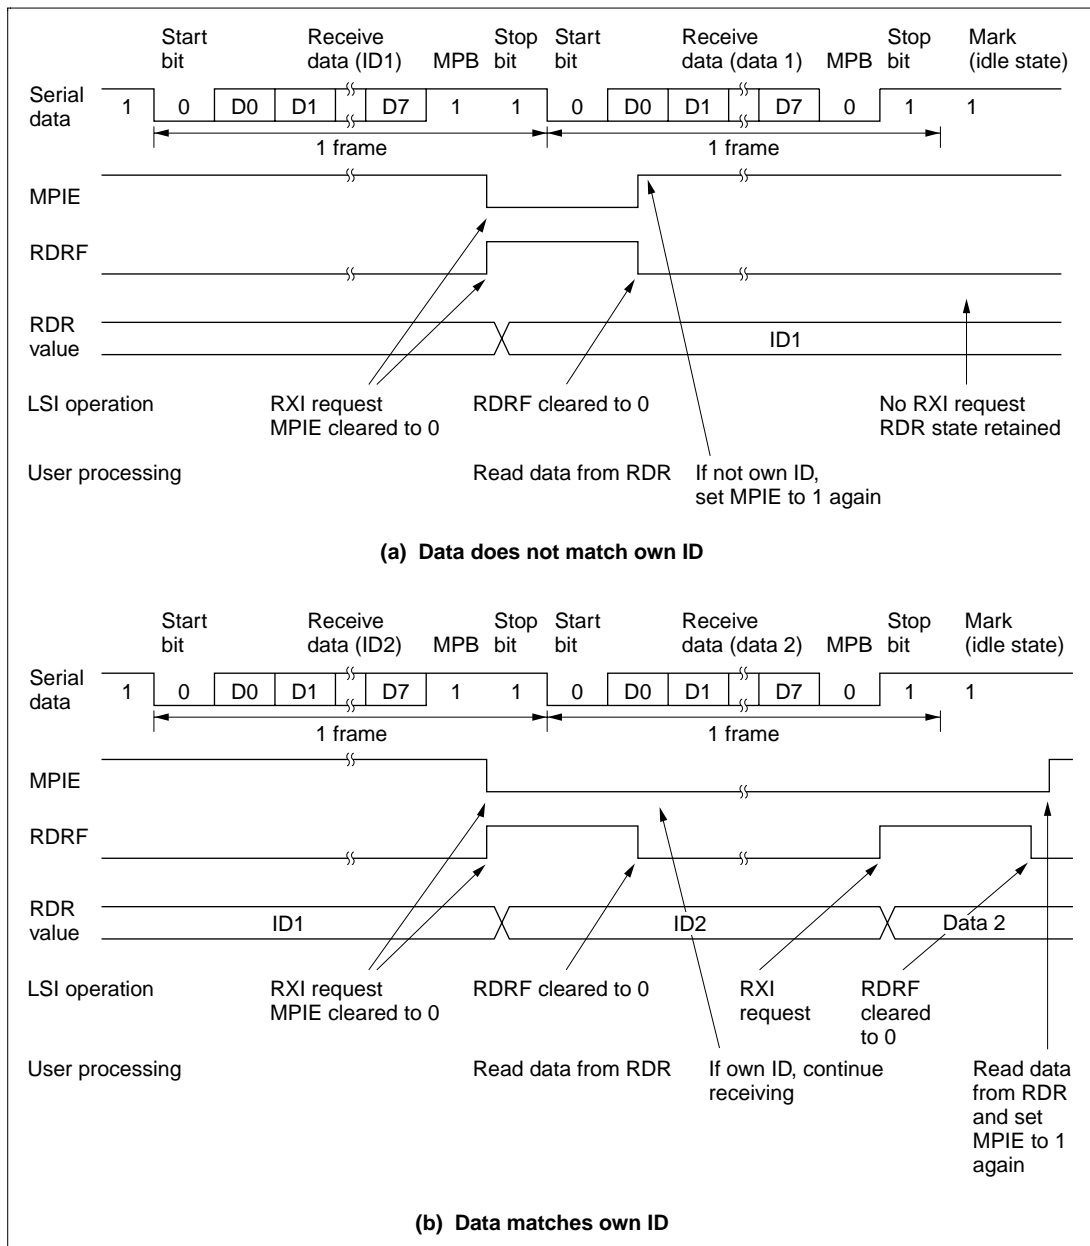 Start bit Receive data (ID1) MPB Stop bit Start bit Receive data (data 1) MPB Stop bit Mark (idle state)
Serial data 1 0 D0 D1 D7 1 1 0 D0 D1 D7 0 1 1
1 frame 1 frame
MPIE
RDRF
RDR value ID1
LSI operation RXI request MPIE cleared to 0 RDRF cleared to 0 No RXI request RDR state retained
User processing Read data from RDR If not own ID, set MPIE to 1 again
(a) Data does not match own ID
Start bit Receive data (ID2) MPB Stop bit Start bit Receive data (data 2) MPB Stop bit Mark (idle state)
Serial data 1 0 D0 D1 D7 1 1 0 D0 D1 D7 0 1 1
1 frame 1 frame
MPIE
RDRF
RDR value ID1 ID2 Data 2
LSI operation RXI request MPIE cleared to 0 RDRF cleared to 0 RXI request RDRF cleared to 0
User processing Read data from RDR If own ID, continue receiving Read data from RDR and set MPIE to 1 again
(b) Data matches own ID